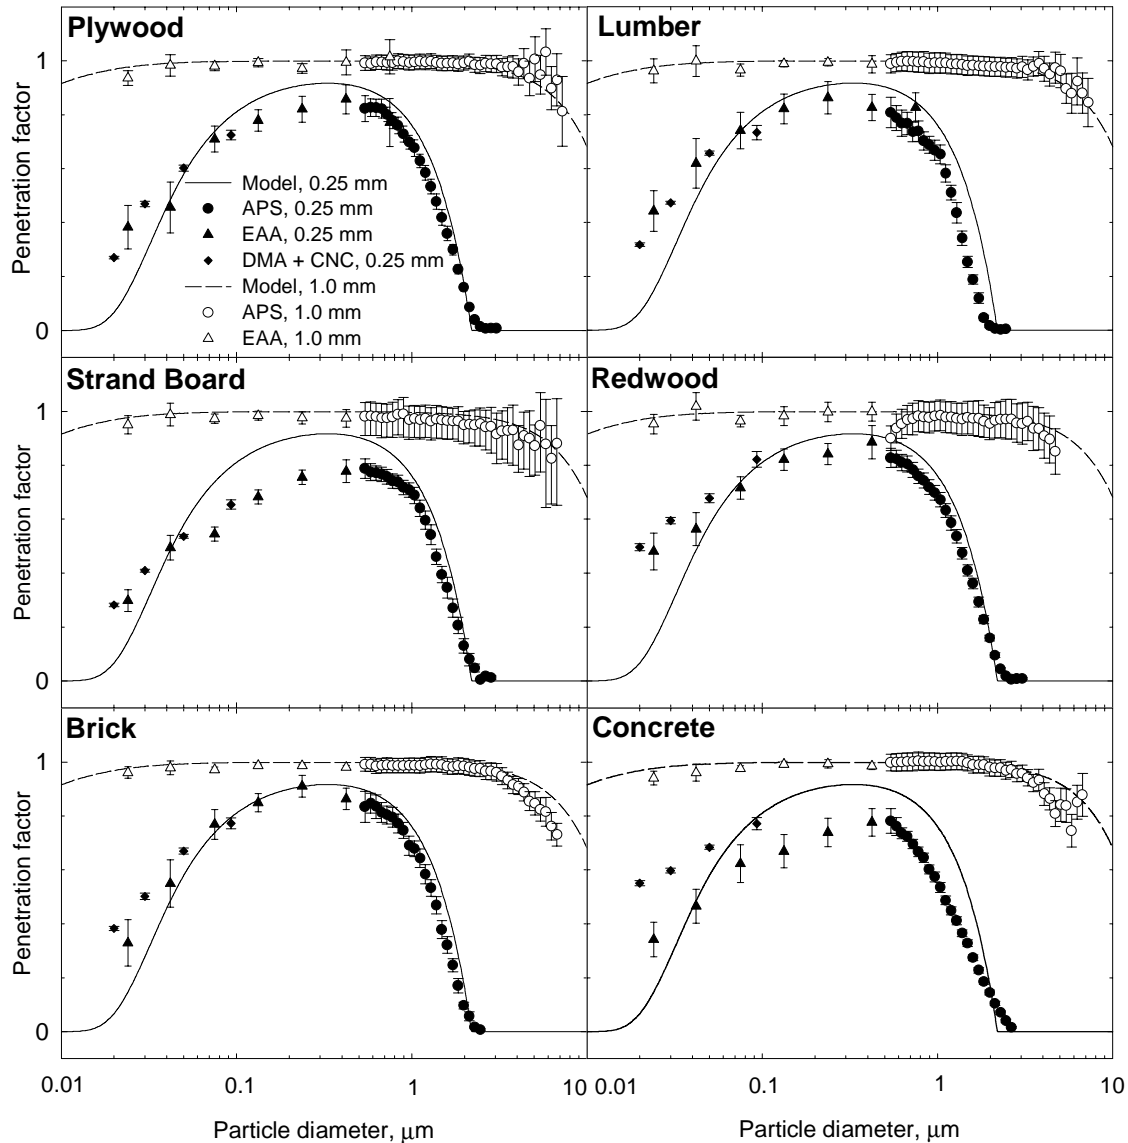 Plywood
Lumber
1
Penetration factor
Model, 0.25 mm
APS, 0.25 mm
EAA, 0.25 mm
DMA + CNC, 0.25 mm
Model, 1.0 mm
APS, 1.0 mm
EAA, 1.0 mm
0
Strand Board
Redwood
1
Penetration factor
0
Brick
Concrete
1
Penetration factor
0
0.01 0.1 1 10 0.01 0.1 1 10
Particle diameter, μm Particle diameter, μm